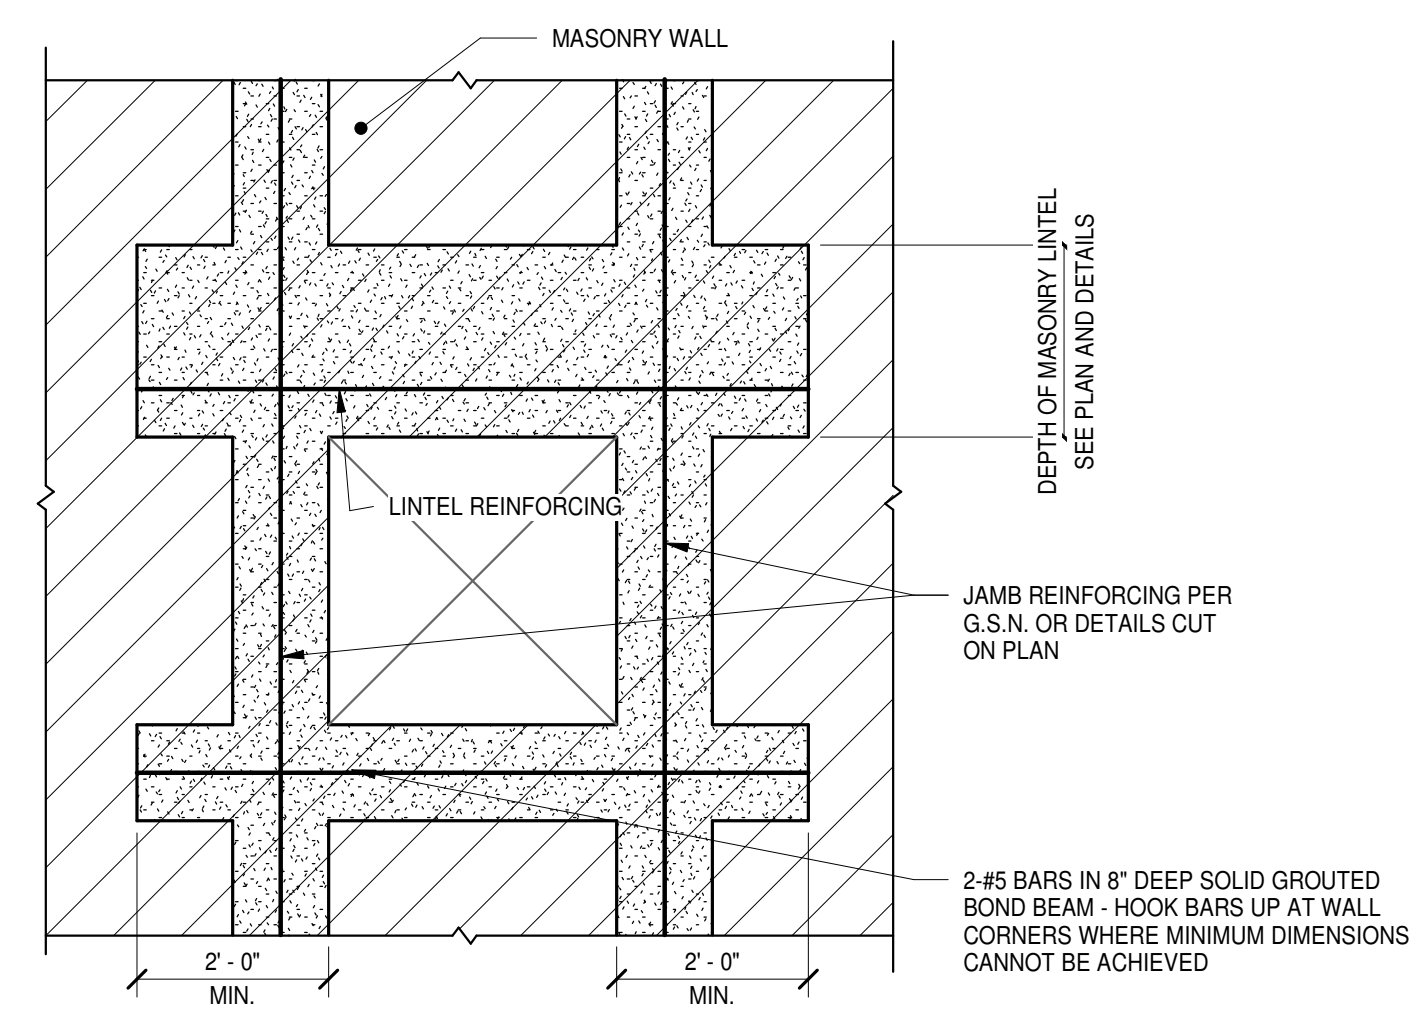 MASONRY WALL
DEPTH OF MASONRY LINTEL
SEE PLAN AND DETAILS
LINTEL REINFORCING
JAMB REINFORCING PER
G.S.N. OR DETAILS CUT
ON PLAN
2-#5 BARS IN 8" DEEP SOLID GROUTED
BOND BEAM - HOOK BARS UP AT WALL
CORNERS WHERE MINIMUM DIMENSIONS
CANNOT BE ACHIEVED
2' - 0"
MIN.
2' - 0"
MIN.